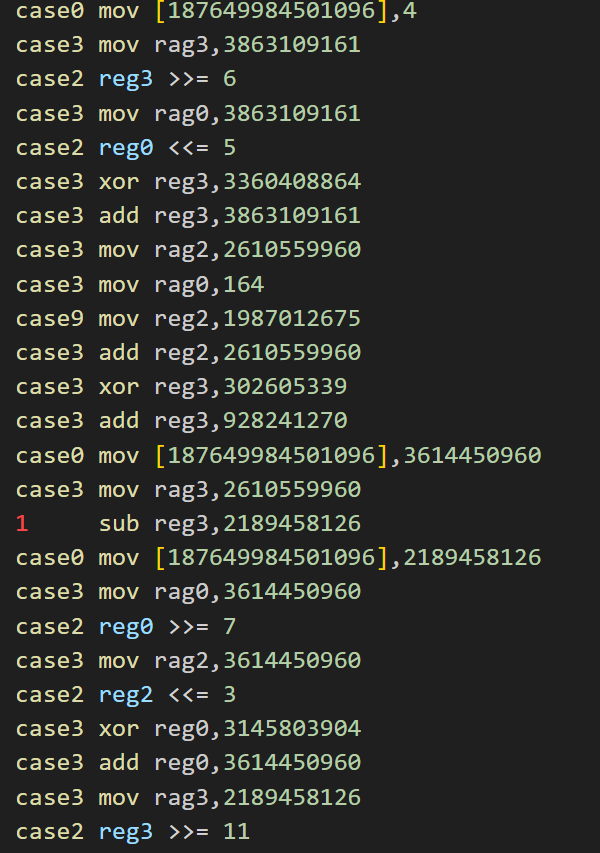 case0 mov [187649984501096],4
case3 mov rag3,3863109161
case2 reg3 >>= 6
case3 mov rag0,3863109161
case2 reg0 <<= 5
case3 xor reg3,3360408864
case3 add reg3,3863109161
case3 mov rag2,2610559960
case3 mov rag0,164
case9 mov reg2,1987012675
case3 add reg2,2610559960
case3 xor reg3,302605339
case3 add reg3,928241270
case0 mov [187649984501096],3614450960
case3 mov rag3,2610559960
1     sub reg3,2189458126
case0 mov [187649984501096],2189458126
case3 mov rag0,3614450960
case2 reg0 >>= 7
case3 mov rag2,3614450960
case2 reg2 <<= 3
case3 xor reg0,3145803904
case3 add reg0,3614450960
case3 mov rag3,2189458126
case2 reg3 >>= 11